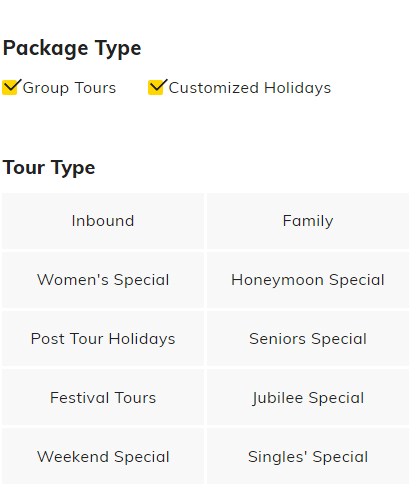 Package Type
Group Tours Customized Holidays
Tour Type
Inbound Family
Women's Special Honeymoon Special
Post Tour Holidays Seniors Special
Festival Tours Jubilee Special
Weekend Special Singles' Special